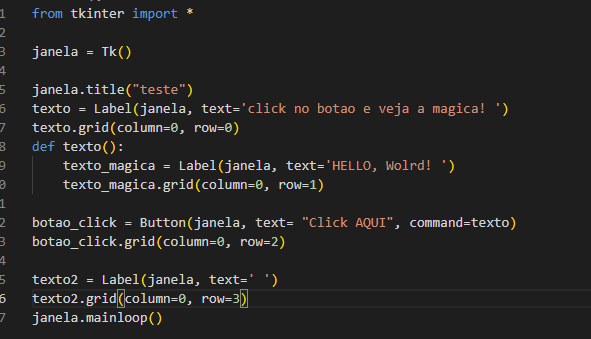 1 from tkinter import *
2
3 janela = Tk()
4
5 janela.title("teste")
6 texto = Label(janela, text='click no botao e veja a magica! ')
7 texto.grid(column=0, row=0)
8 def texto():
9     texto_magica = Label(janela, text='HELLO, Wolrd! ')
0     texto_magica.grid(column=0, row=1)
1
2 botao_click = Button(janela, text= "Click AQUI", command=texto)
3 botao_click.grid(column=0, row=2)
4
5 texto2 = Label(janela, text=' ')
6 texto2.grid(column=0, row=3)
7 janela.mainloop()